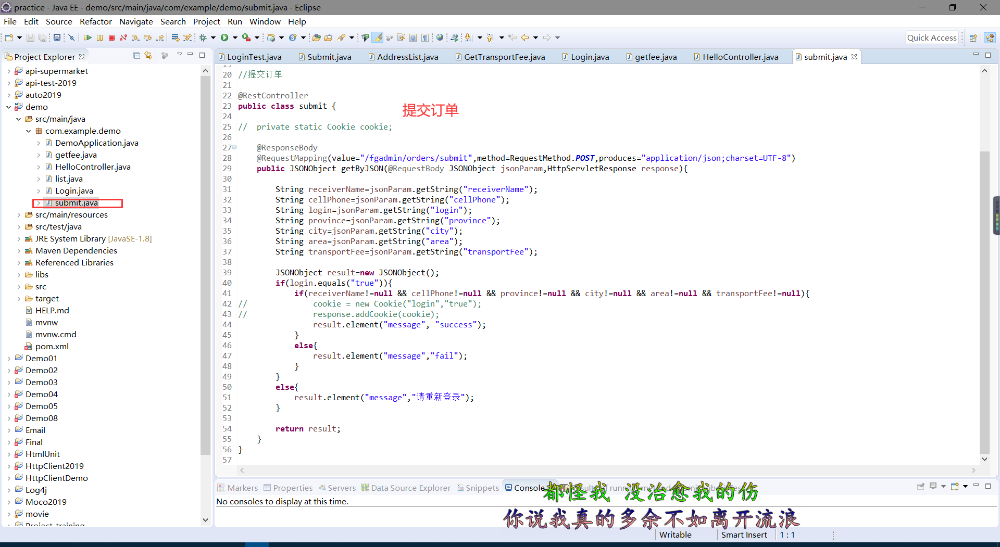 practice - Java EE - demo/src/main/java/com/example/demo/submit.java - Eclipse
File Edit Source Refactor Navigate Search Project Run Window Help
Quick Access
Project Explorer
api-supermarket
api-test-2019
auto2019
demo
src/main/java
com.example.demo
DemoApplication.java
getfee.java
HelloController.java
list.java
Login.java
submit.java
src/main/resources
src/test/java
JRE System Library [JavaSE-1.8]
Maven Dependencies
Referenced Libraries
libs
src
target
HELP.md
mvnw
mvnw.cmd
pom.xml
Demo01
Demo02
Demo03
Demo04
Demo05
Demo08
Email
Final
HtmlUnit
HttpClient2019
HttpClientDemo
Log4j
Moco2019
movie
Project-training
LoginTest.java Submit.java AddressList.java GetTransportFee.java Login.java getfee.java HelloController.java submit.java
19
20 //提交订单
21
22 @RestController
23 public class submit {
提交订单
24
25 // private static Cookie cookie;
26
27 @ResponseBody
28 @RequestMapping(value="/fgadmin/orders/submit",method=RequestMethod.POST,produces="application/json;charset=UTF-8")
29 public JSONObject getByJSON(@RequestBody JSONObject jsonParam,HttpServletResponse response){
30
31 String receiverName=jsonParam.getString("receiverName");
32 String cellPhone=jsonParam.getString("cellPhone");
33 String login=jsonParam.getString("login");
34 String province=jsonParam.getString("province");
35 String city=jsonParam.getString("city");
36 String area=jsonParam.getString("area");
37 String transportFee=jsonParam.getString("transportFee");
38
39 JSONObject result=new JSONObject();
40 if(login.equals("true")){
41 if(receiverName!=null && cellPhone!=null && province!=null && city!=null && area!=null && transportFee!=null){
42 // cookie = new Cookie("login","true");
43 // response.addCookie(cookie);
44 result.element("message", "success");
45 }
46 else{
47 result.element("message","fail");
48 }
49 }
50 else{
51 result.element("message","请重新登录");
52 }
53
54 return result;
55 }
56 }
57
Markers Properties Servers Data Source Explorer Snippets Console
No consoles to display at this time.
都怪我 没治愈我的伤
你说我真的多余不如离开流浪
Writable Smart Insert 1 : 1